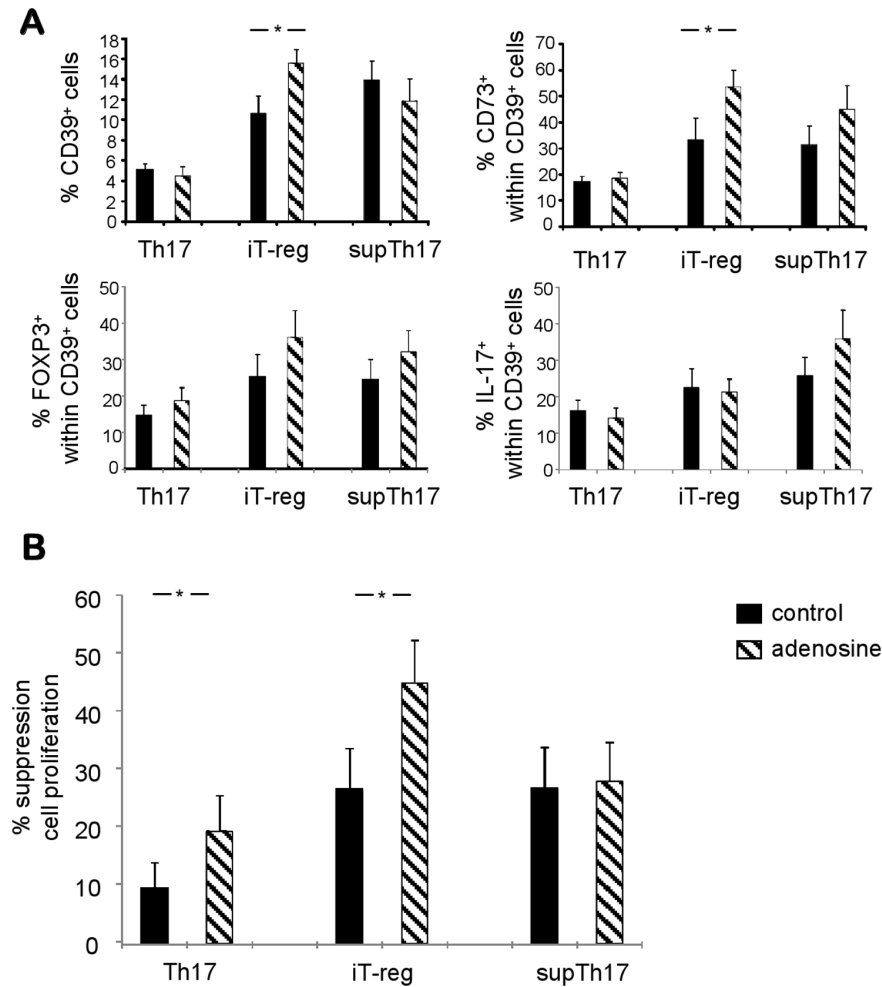 A
% CD39⁺ cells
18
16
14
12
10
8
6
4
2
0
— * —
Th17 iT-reg supTh17
% CD73⁺
within CD39⁺ cells
70
60
50
40
30
20
10
0
— * —
Th17 iT-reg supTh17
% FOXP3⁺
within CD39⁺ cells
50
40
30
20
10
0
Th17 iT-reg supTh17
% IL-17⁺
within CD39⁺ cells
50
40
30
20
10
0
Th17 iT-reg supTh17
B
% suppression
cell proliferation
60
50
40
30
20
10
0
— * — — * —
Th17 iT-reg supTh17
control
adenosine